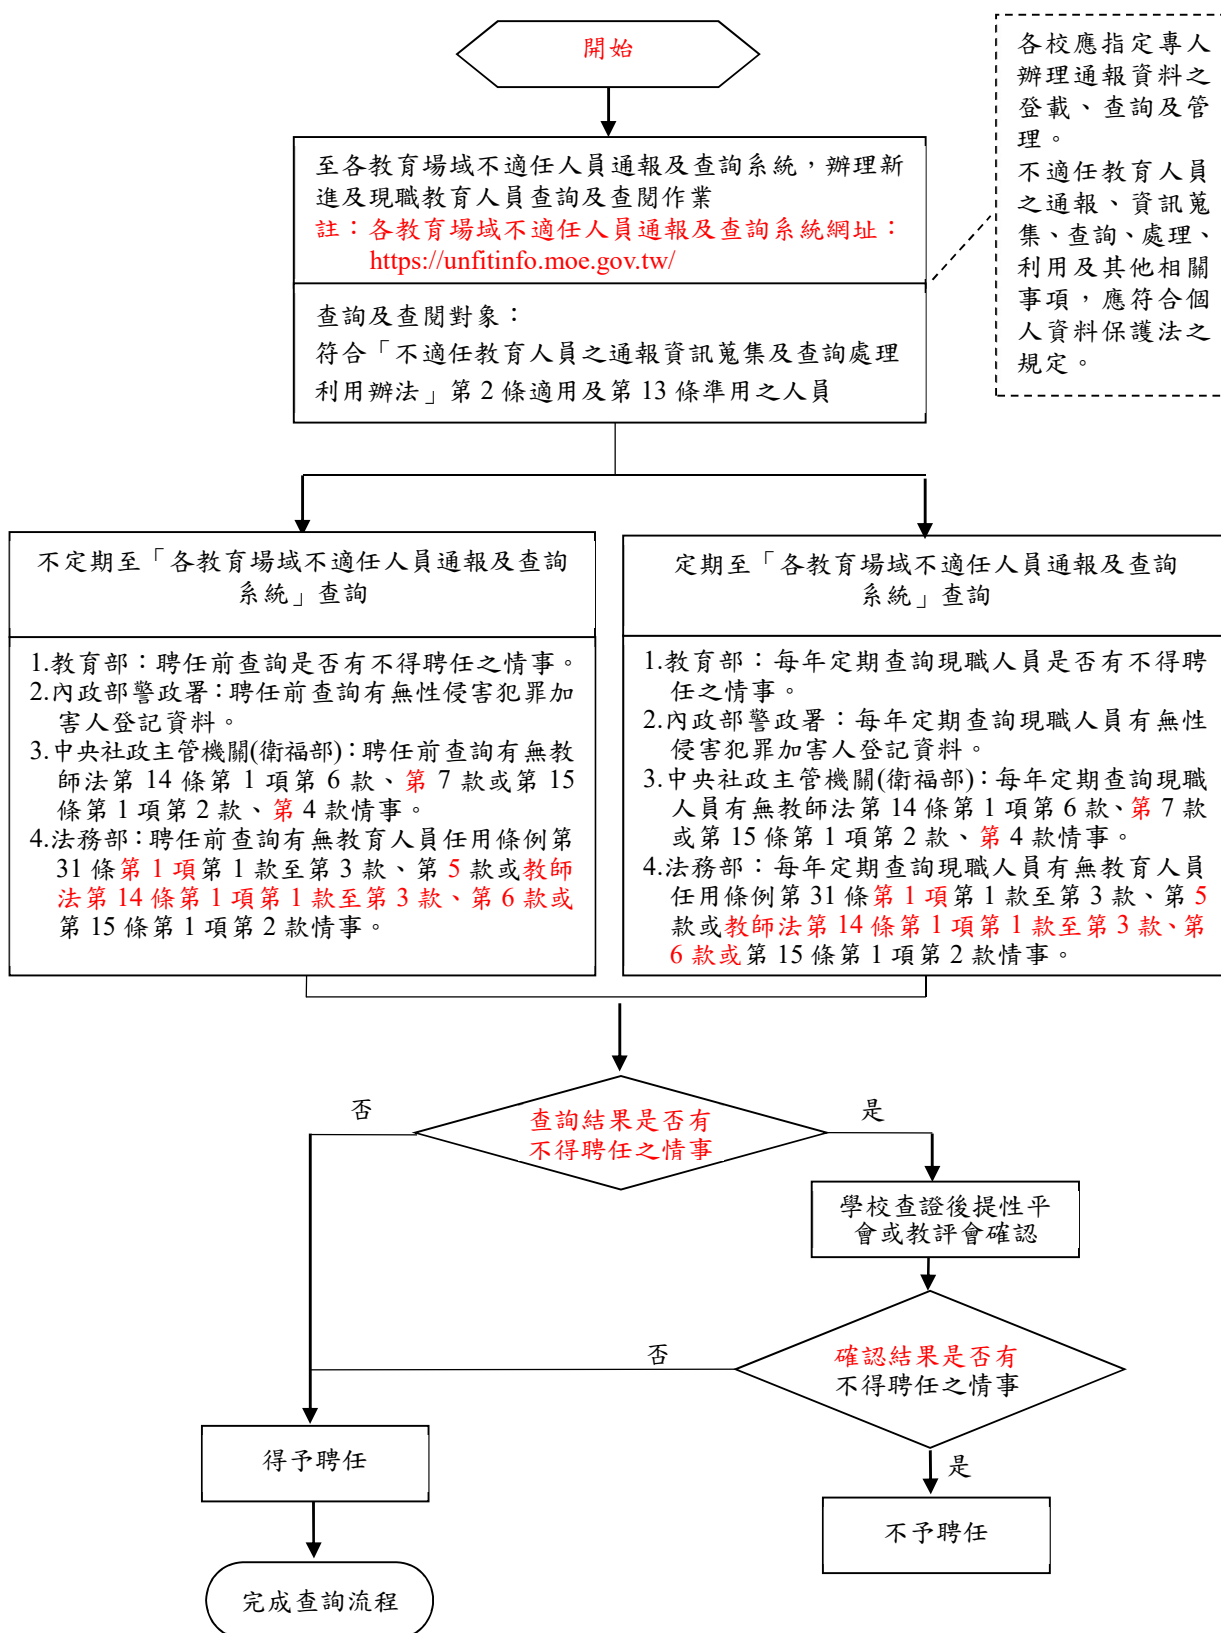 開始
各校應指定專人
辦理通報資料之
登載、查詢及管
理。
不適任教育人員
之通報、資訊蒐
集、查詢、處理、
利用及其他相關
事項，應符合個
人資料保護法之
規定。
至各教育場域不適任人員通報及查詢系統，辦理新
進及現職教育人員查詢及查閱作業
註：各教育場域不適任人員通報及查詢系統網址：
https://unfitinfo.moe.gov.tw/
查詢及查閱對象：
符合「不適任教育人員之通報資訊蒐集及查詢處理
利用辦法」第 2 條適用及第 13 條準用之人員
不定期至「各教育場域不適任人員通報及查詢
系統」查詢
1.教育部：聘任前查詢是否有不得聘任之情事。
2.內政部警政署：聘任前查詢有無性侵害犯罪加
害人登記資料。
3.中央社政主管機關(衛福部)：聘任前查詢有無教
師法第 14 條第 1 項第 6 款、第 7 款或第 15
條第 1 項第 2 款、第 4 款情事。
4.法務部：聘任前查詢有無教育人員任用條例第
31 條第 1 項第 1 款至第 3 款、第 5 款或教師
法第 14 條第 1 項第 1 款至第 3 款、第 6 款或
第 15 條第 1 項第 2 款情事。
定期至「各教育場域不適任人員通報及查詢
系統」查詢
1.教育部：每年定期查詢現職人員是否有不得聘
任之情事。
2.內政部警政署：每年定期查詢現職人員有無性
侵害犯罪加害人登記資料。
3.中央社政主管機關(衛福部)：每年定期查詢現職
人員有無教師法第 14 條第 1 項第 6 款、第 7 款
或第 15 條第 1 項第 2 款、第 4 款情事。
4.法務部：每年定期查詢現職人員有無教育人員
任用條例第 31 條第 1 項第 1 款至第 3 款、第 5
款或教師法第 14 條第 1 項第 1 款至第 3 款、第
6 款或第 15 條第 1 項第 2 款情事。
否
查詢結果是否有
不得聘任之情事
是
學校查證後提性平
會或教評會確認
否
確認結果是否有
不得聘任之情事
得予聘任
是
不予聘任
完成查詢流程